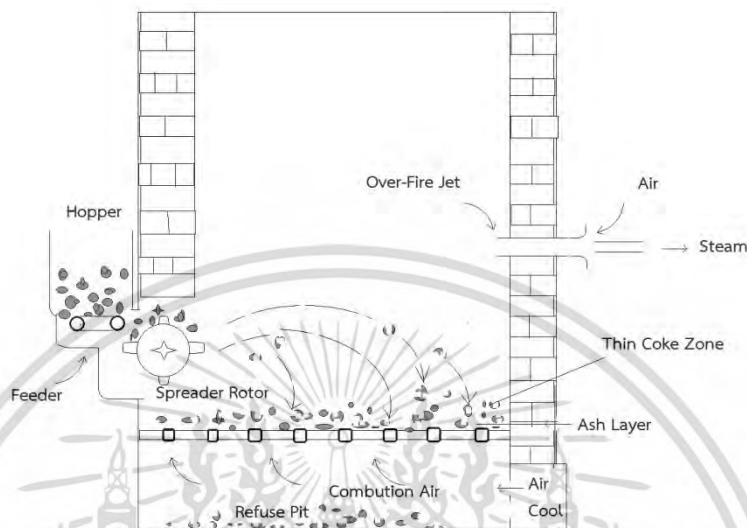 Over-Fire Jet
Air
Hopper
Steam
Thin Coke Zone
Feeder
Spreader Rotor
Ash Layer
Combution Air
Air
Refuse Pit
Cool